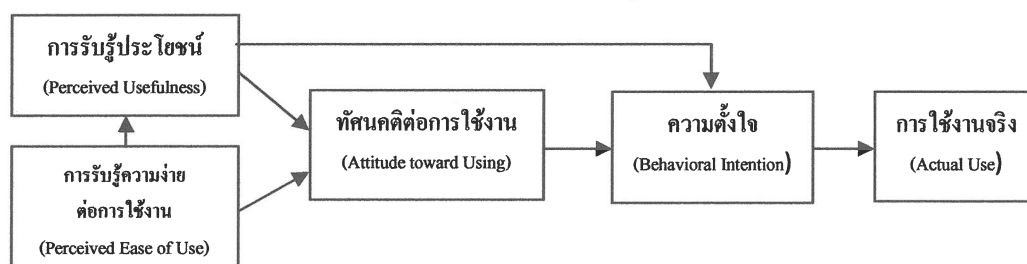 การรับรู้ประโยชน์
(Perceived Usefulness)
การรับรู้ความง่าย
ต่อการใช้งาน
(Perceived Ease of Use)
ทัศนคติต่อการใช้งาน
(Attitude toward Using)
ความตั้งใจ
(Behavioral Intention)
การใช้งานจริง
(Actual Use)